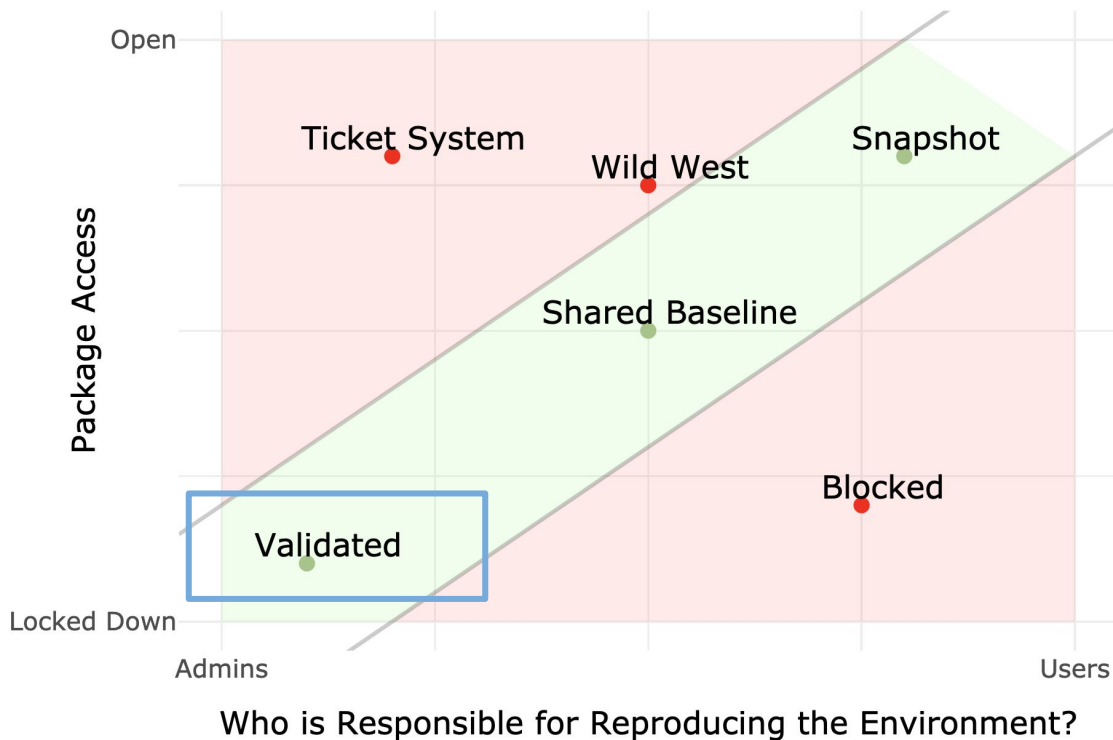 Open
Ticket System
Wild West
Snapshot
Package Access
Shared Baseline
Blocked
Validated
Locked Down
Admins
Users
Who is Responsible for Reproducing the Environment?